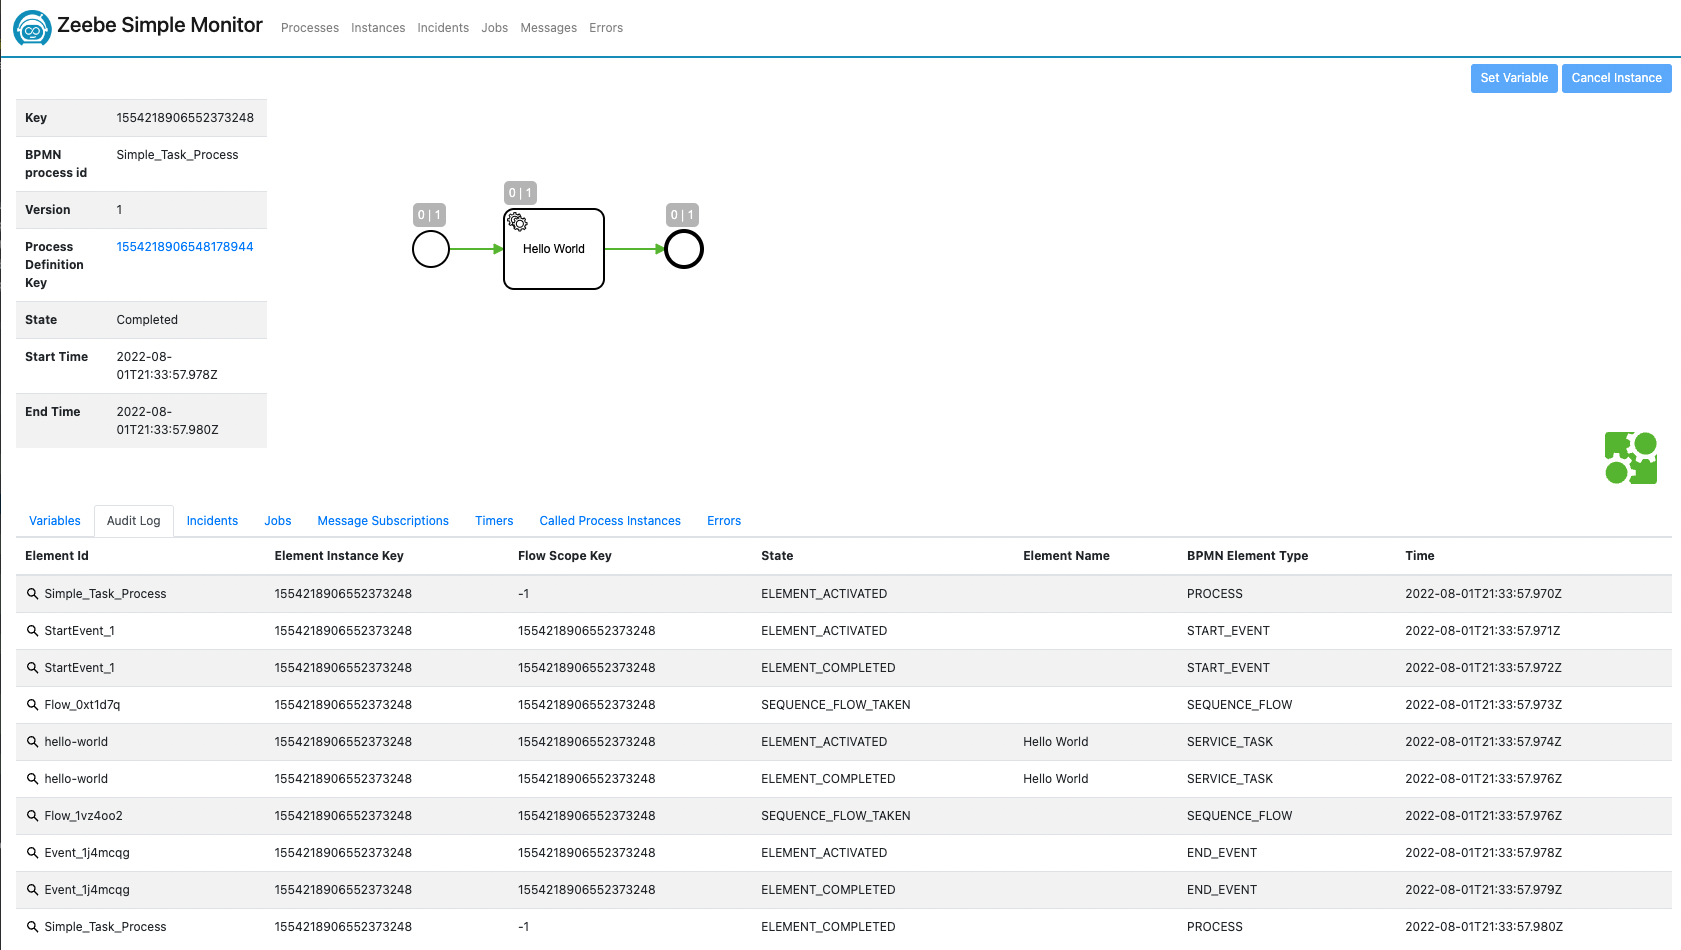 Zeebe Simple Monitor Processes Instances Incidents Jobs Messages Errors
Set Variable Cancel Instance
Key 1554218906552373248
BPMN process id Simple_Task_Process
Version 1
Process Definition Key 1554218906548178944
State Completed
Start Time 2022-08-01T21:33:57.978Z
End Time 2022-08-01T21:33:57.980Z
0 | 1
0 | 1
0 | 1
Hello World
Variables Audit Log Incidents Jobs Message Subscriptions Timers Called Process Instances Errors
Element Id Element Instance Key Flow Scope Key State Element Name BPMN Element Type Time
Simple_Task_Process 1554218906552373248 -1 ELEMENT_ACTIVATED PROCESS 2022-08-01T21:33:57.970Z
StartEvent_1 1554218906552373248 1554218906552373248 ELEMENT_ACTIVATED START_EVENT 2022-08-01T21:33:57.971Z
StartEvent_1 1554218906552373248 1554218906552373248 ELEMENT_COMPLETED START_EVENT 2022-08-01T21:33:57.972Z
Flow_0xt1d7q 1554218906552373248 1554218906552373248 SEQUENCE_FLOW_TAKEN SEQUENCE_FLOW 2022-08-01T21:33:57.973Z
hello-world 1554218906552373248 1554218906552373248 ELEMENT_ACTIVATED Hello World SERVICE_TASK 2022-08-01T21:33:57.974Z
hello-world 1554218906552373248 1554218906552373248 ELEMENT_COMPLETED Hello World SERVICE_TASK 2022-08-01T21:33:57.976Z
Flow_1vz4oo2 1554218906552373248 1554218906552373248 SEQUENCE_FLOW_TAKEN SEQUENCE_FLOW 2022-08-01T21:33:57.976Z
Event_1j4mcqg 1554218906552373248 1554218906552373248 ELEMENT_ACTIVATED END_EVENT 2022-08-01T21:33:57.978Z
Event_1j4mcqg 1554218906552373248 1554218906552373248 ELEMENT_COMPLETED END_EVENT 2022-08-01T21:33:57.979Z
Simple_Task_Process 1554218906552373248 -1 ELEMENT_COMPLETED PROCESS 2022-08-01T21:33:57.980Z